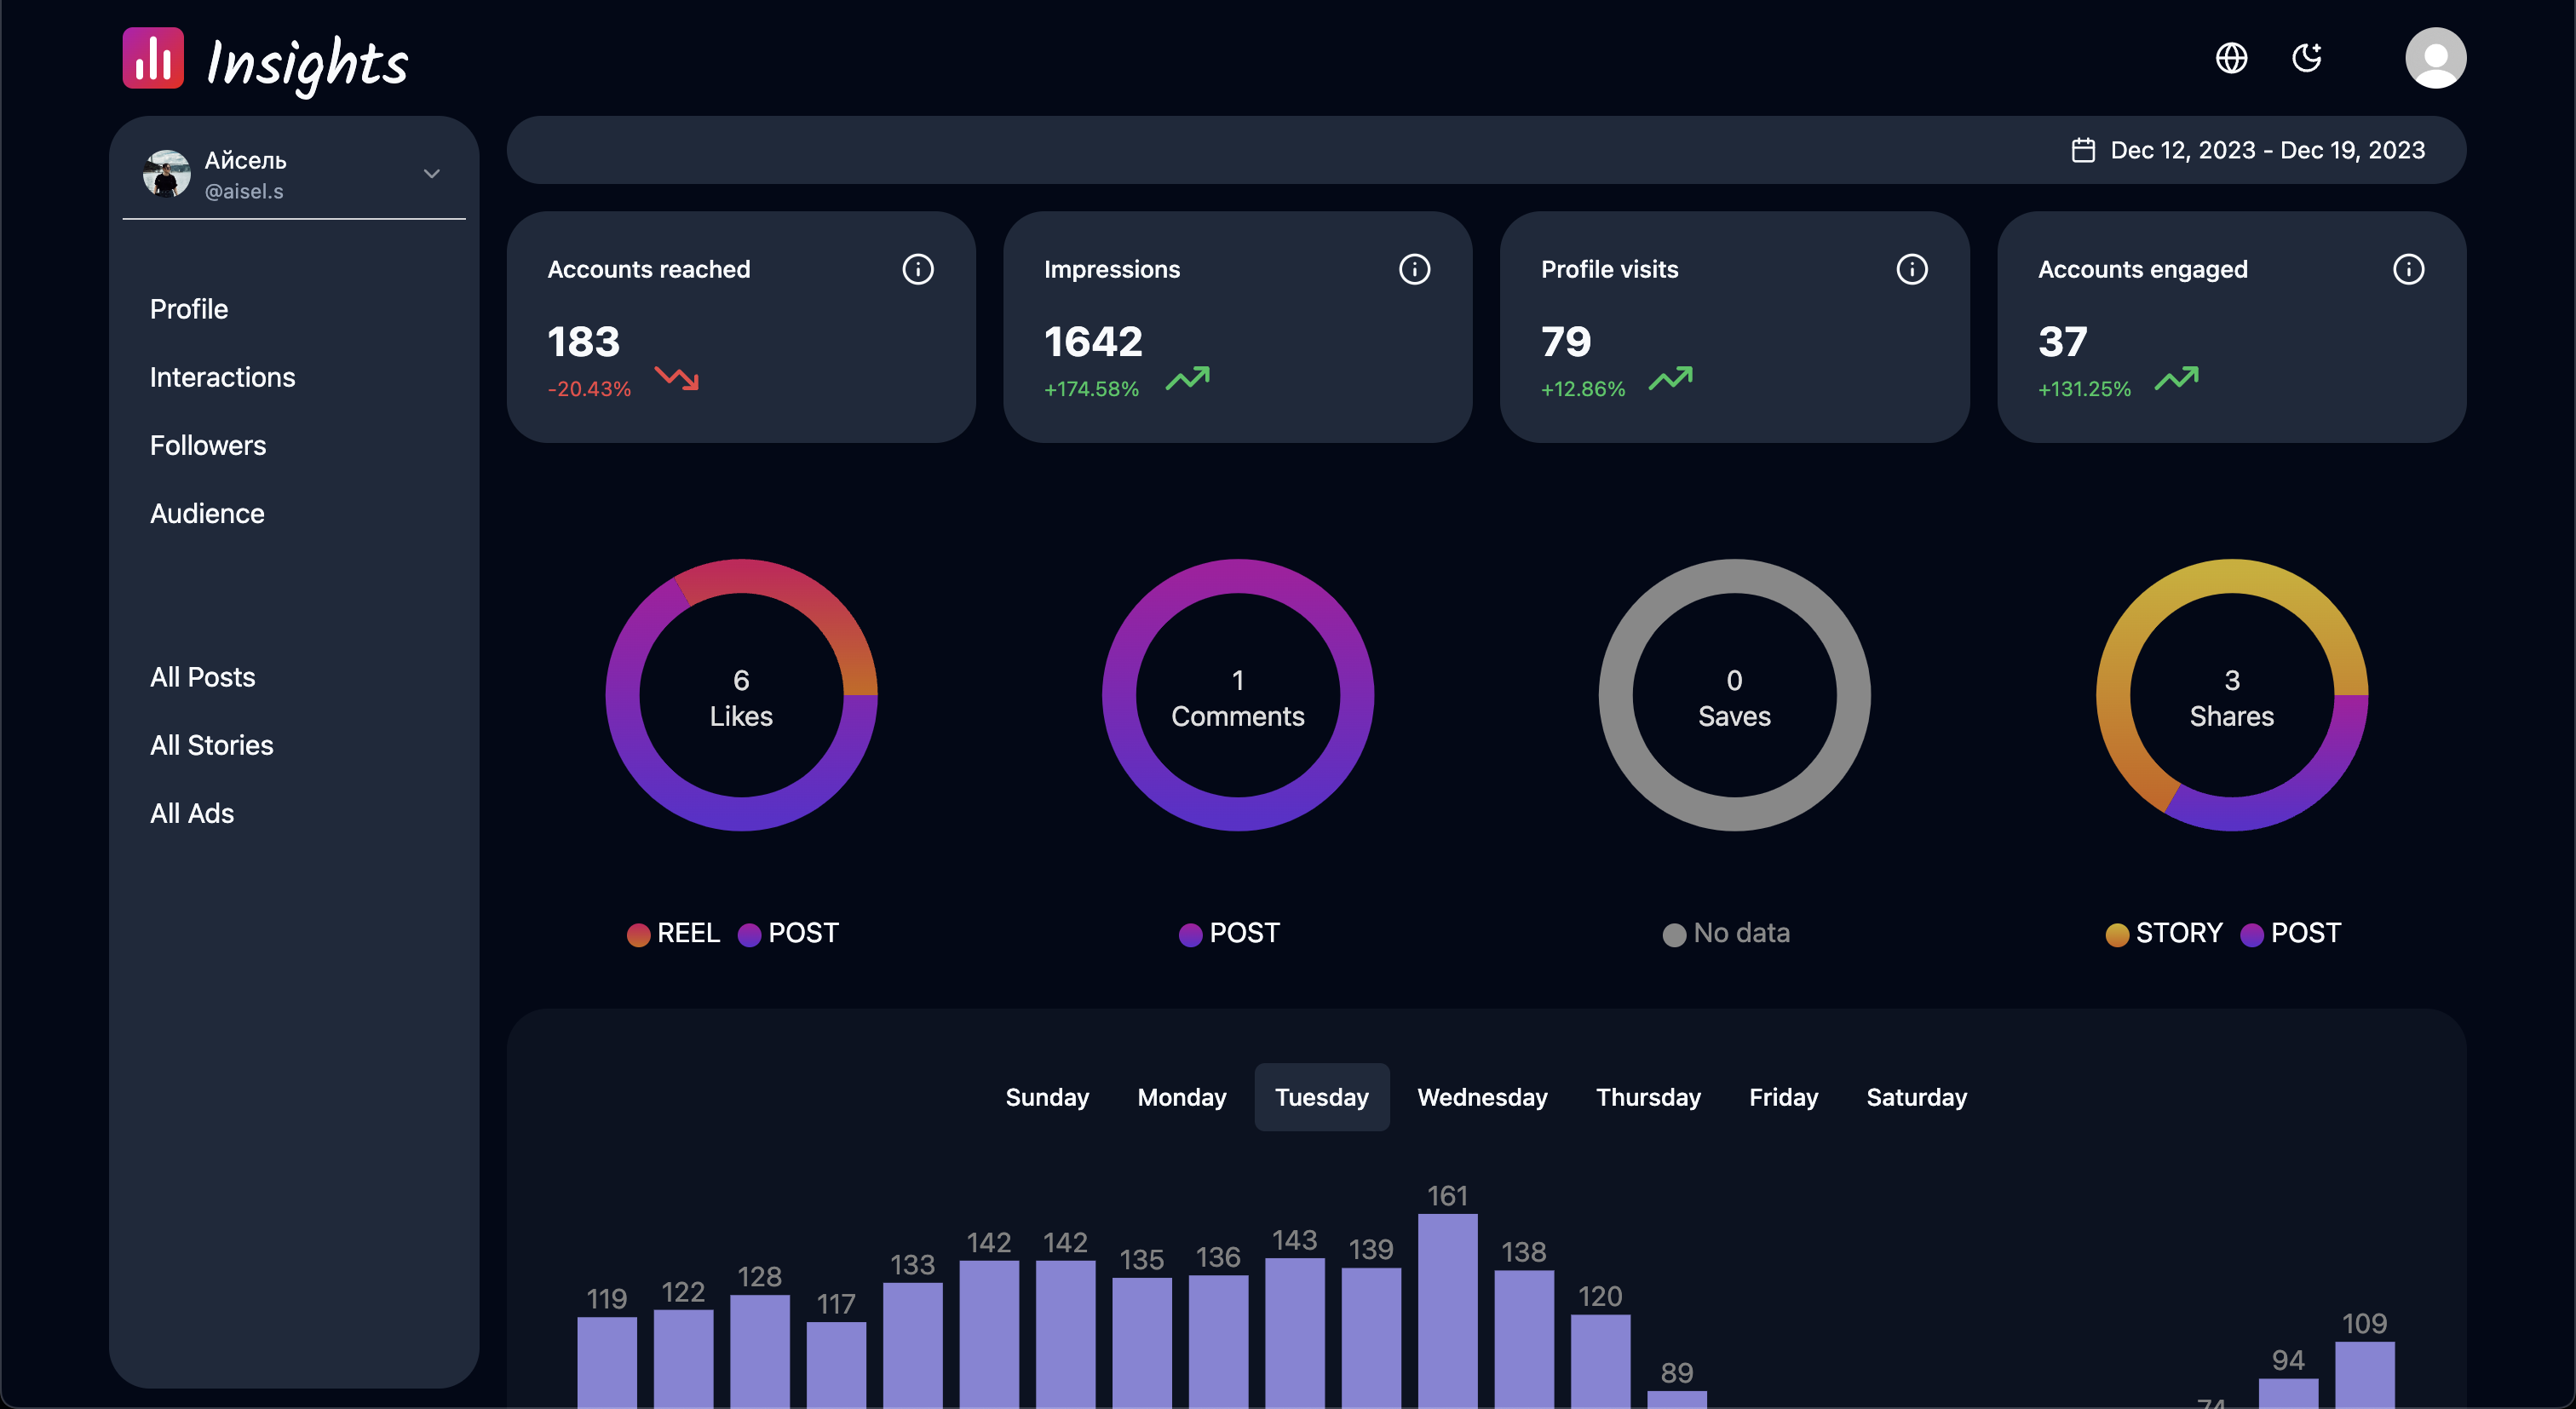 Insights
Айсель
@aisel.s
Profile
Interactions
Followers
Audience
All Posts
All Stories
All Ads
Dec 12, 2023 - Dec 19, 2023
Accounts reached
183
-20.43%
Impressions
1642
+174.58%
Profile visits
79
+12.86%
Accounts engaged
37
+131.25%
6
Likes
REEL POST
1
Comments
POST
0
Saves
No data
3
Shares
STORY POST
Sunday Monday Tuesday Wednesday Thursday Friday Saturday
119 122 128 117 133 142 142 135 136 143 139 161 138 120 89 74 94 109